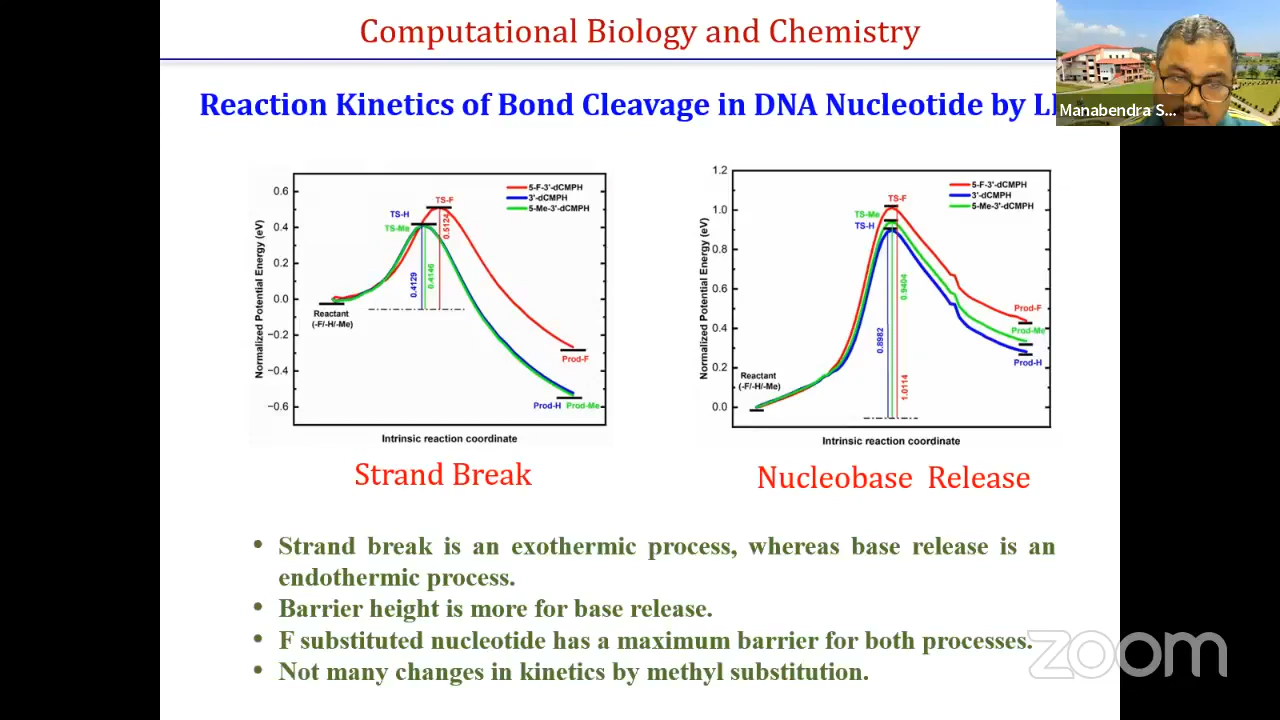 Computational Biology and Chemistry
Reaction Kinetics of Bond Cleavage in DNA Nucleotide by
Manabendra S...
0.6
0.4
0.2
0.0
−0.2
−0.4
−0.6
Normalized Potential Energy (eV)
5-F-3'-dCMPH
3'-dCMPH
5-Me-3'-dCMPH
TS-F
TS-H
TS-Me
0.4129
0.4146
0.5124
Reactant
(-F/-H/-Me)
Prod-F
Prod-H Prod-Me
Intrinsic reaction coordinate
1.2
1.0
0.8
0.6
0.4
0.2
0.0
Normalized Potential Energy (eV)
5-F-3'-dCMPH
3'-dCMPH
5-Me-3'-dCMPH
TS-F
TS-Me
TS-H
0.8982
0.9404
1.0114
Reactant
(-F/-H/-Me)
Prod-F
Prod-Me
Prod-H
Intrinsic reaction coordinate
Strand Break
Nucleobase Release
• Strand break is an exothermic process, whereas base release is an
endothermic process.
• Barrier height is more for base release.
• F substituted nucleotide has a maximum barrier for both processes.
• Not many changes in kinetics by methyl substitution.
zoom